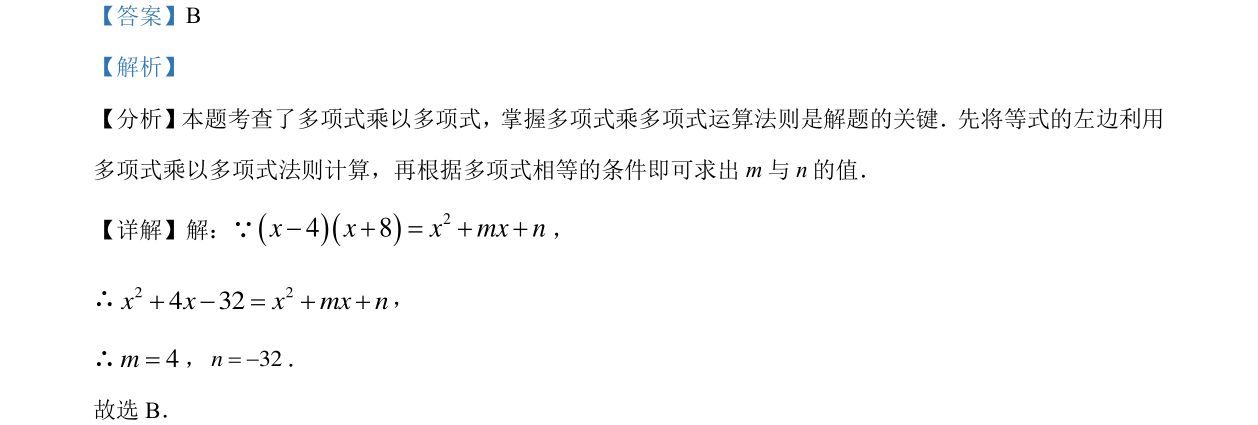 【答案】B
【解析】
【分析】本题考查了多项式乘以多项式，掌握多项式乘多项式运算法则是解题的关键．先将等式的左边利用
多项式乘以多项式法则计算，再根据多项式相等的条件即可求出 m 与 n 的值．
【详解】解：∵(x−4)(x+8)=x²+mx+n，
∴x²+4x−32=x²+mx+n，
∴m=4，n=−32．
故选 B．